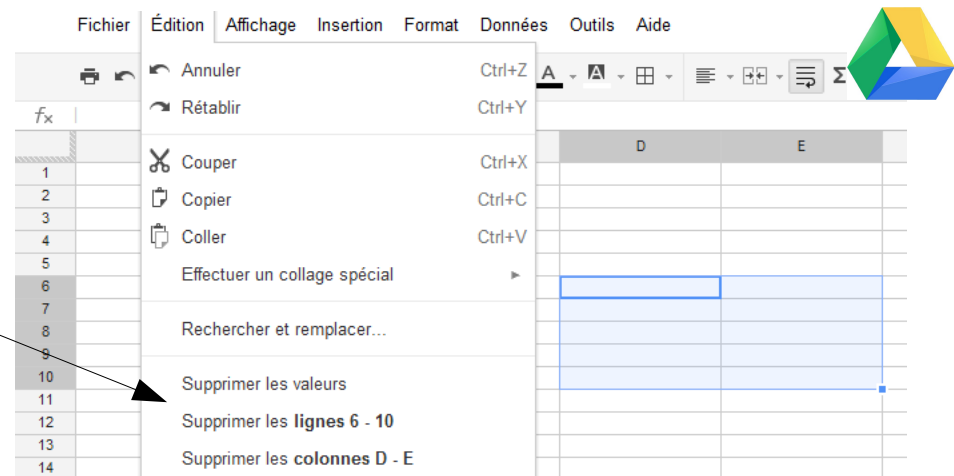 Fichier Édition Affichage Insertion Format Données Outils Aide
Annuler Ctrl+Z A A Σ
Rétablir Ctrl+Y
fx
Couper Ctrl+X
Copier Ctrl+C
Coller Ctrl+V
Effectuer un collage spécial
Rechercher et remplacer...
Supprimer les valeurs
Supprimer les lignes 6 - 10
Supprimer les colonnes D - E
D E
1
2
3
4
5
6
7
8
9
10
11
12
13
14